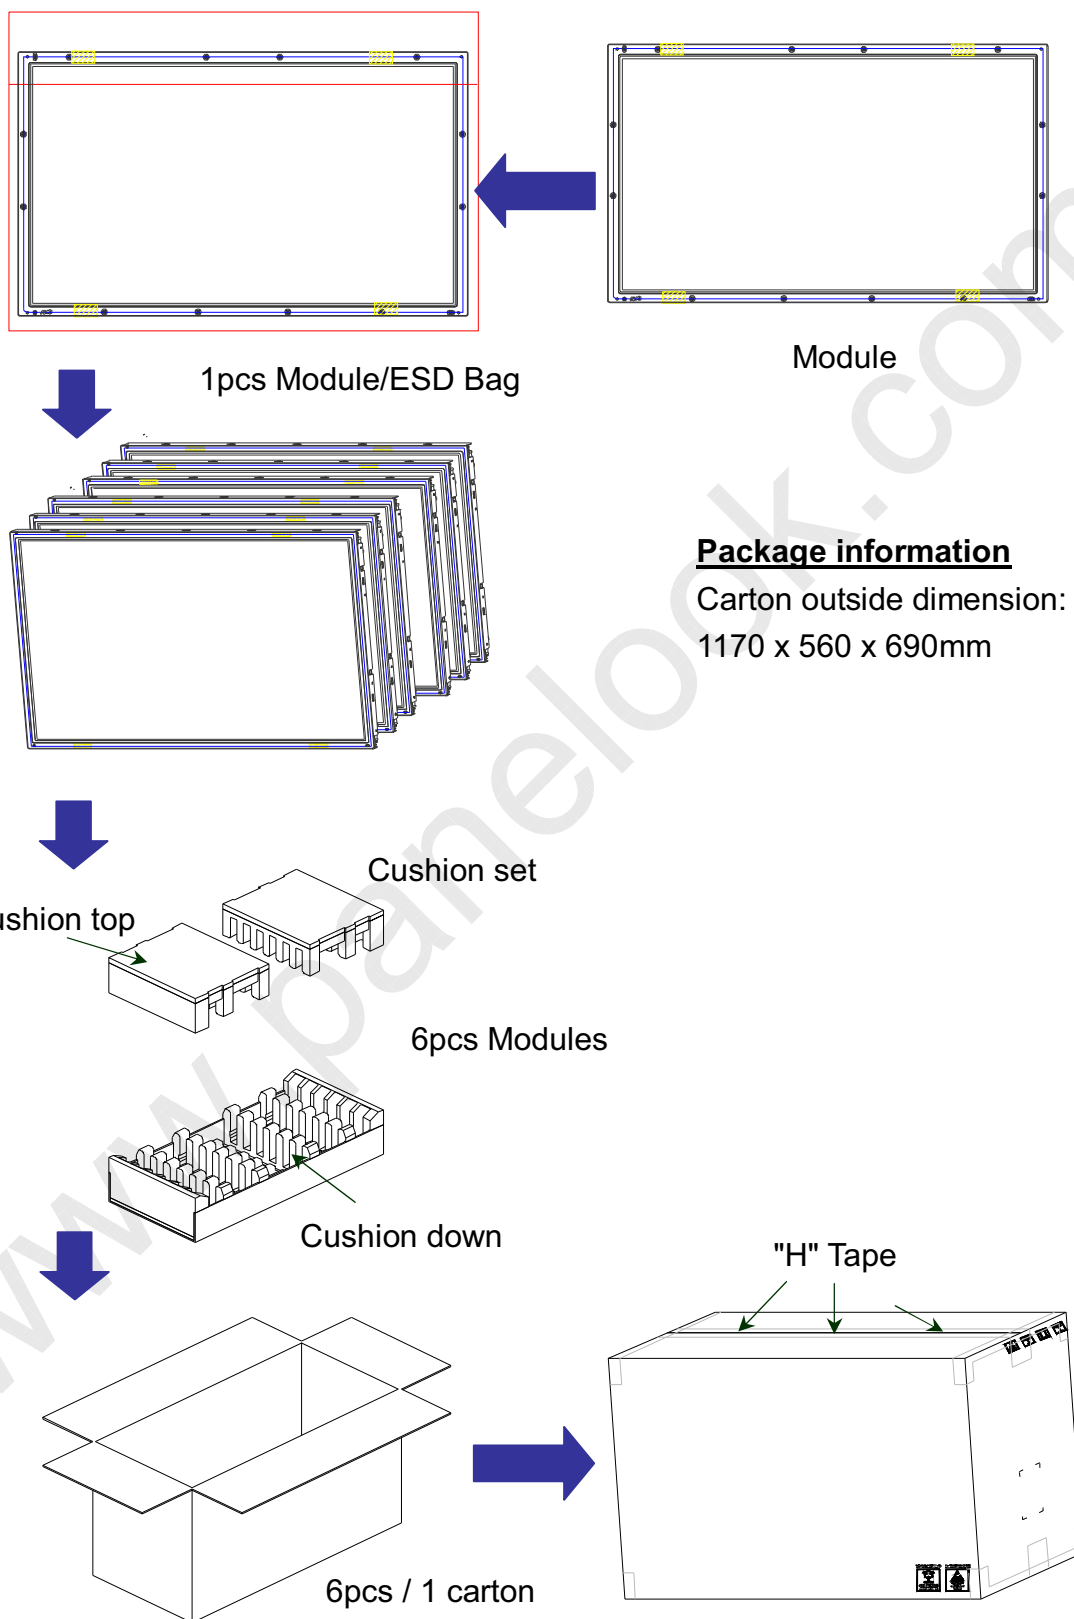 Module
1pcs Module/ESD Bag
Package information
Carton outside dimension:
1170 x 560 x 690mm
Cushion set
ushion top
6pcs Modules
Cushion down
"H" Tape
6pcs / 1 carton
www.panelook.com